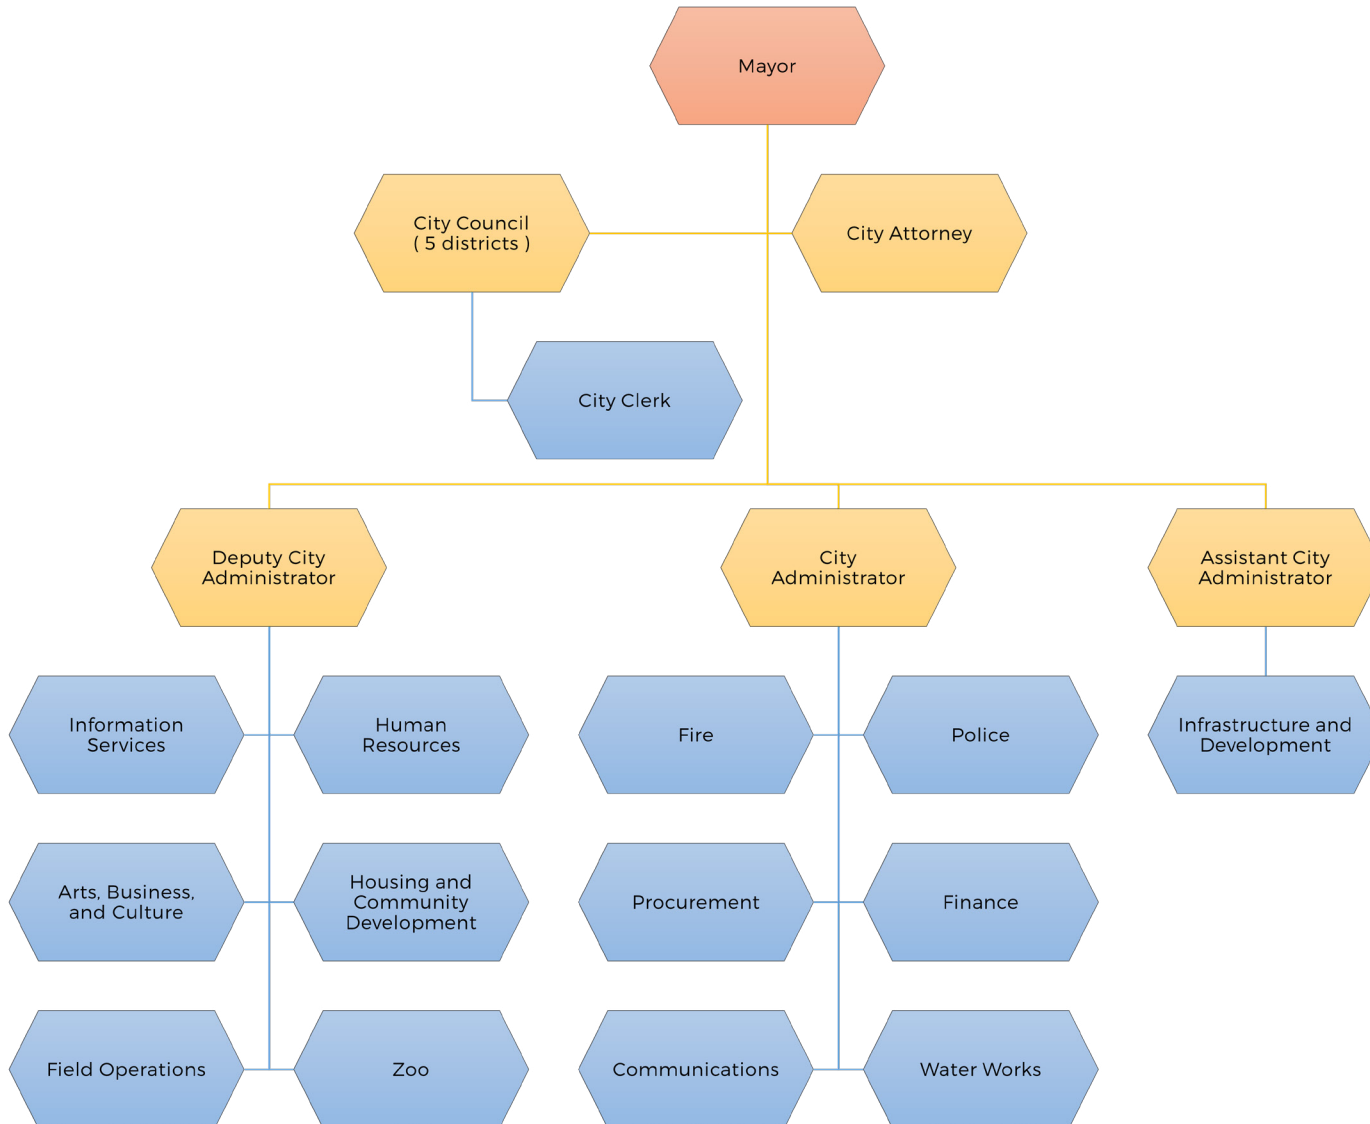 Mayor
City Council
( 5 districts )
City Attorney
City Clerk
Deputy City
Administrator
City
Administrator
Assistant City
Administrator
Information
Services
Human
Resources
Fire
Police
Infrastructure and
Development
Arts, Business,
and Culture
Housing and
Community
Development
Procurement
Finance
Field Operations
Zoo
Communications
Water Works